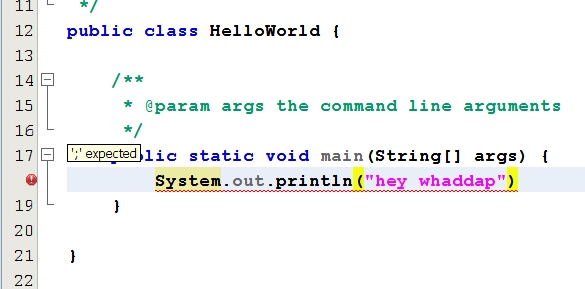 11 */
12 public class HelloWorld {
13
14 /**
15 * @param args the command line arguments
16 */
17 ';' expected blic static void main(String[] args) {
System.out.println("hey whaddap")
19 }
20
21 }
22